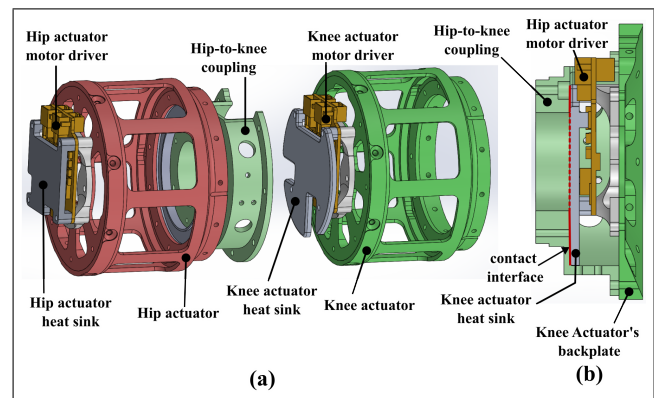 Hip actuator
motor driver
Hip-to-knee
coupling
Knee actuator
motor driver
Hip actuator
heat sink
Hip actuator
Knee actuator
heat sink
Knee actuator
(a)
Hip-to-knee
coupling
Hip actuator
motor driver
contact
interface
Knee actuator
heat sink
Knee Actuator's
backplate
(b)